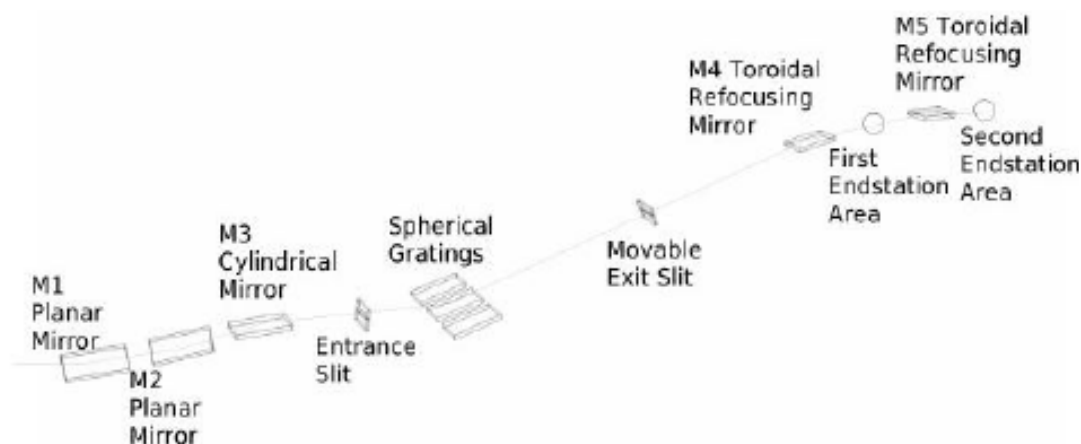 M1
Planar
Mirror
M2
Planar
Mirror
M3
Cylindrical
Mirror
Entrance
Slit
Spherical
Gratings
Movable
Exit Slit
M4 Toroidal
Refocusing
Mirror
First
Endstation
Area
M5 Toroidal
Refocusing
Mirror
Second
Endstation
Area